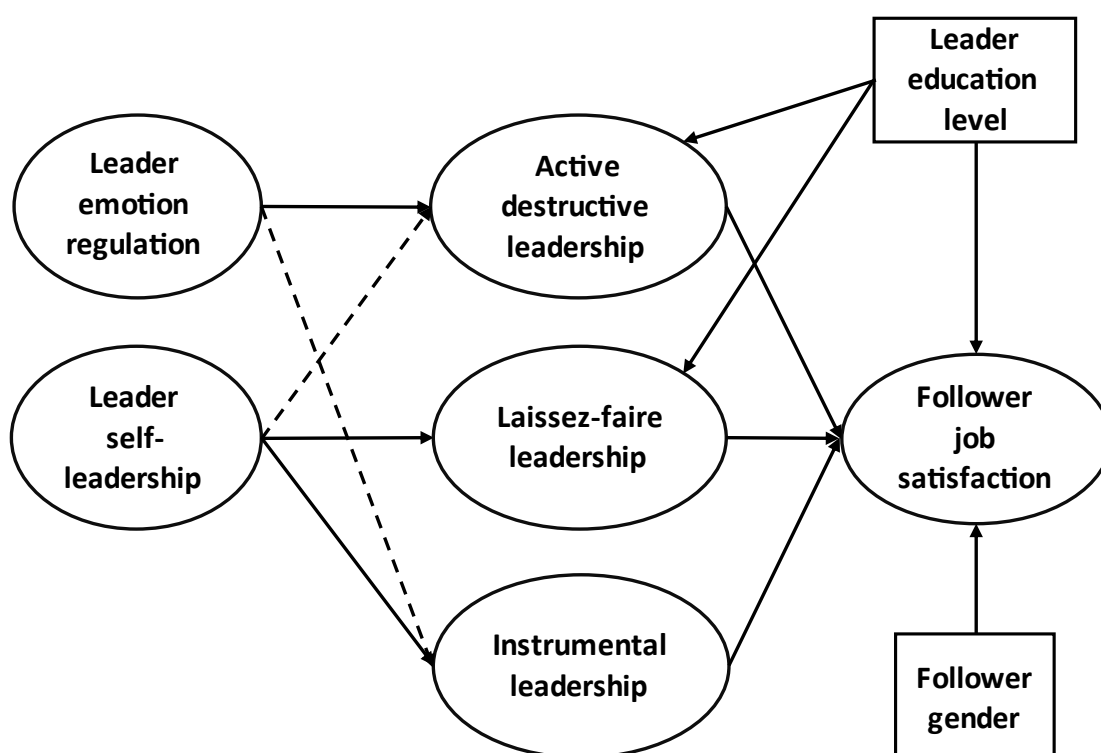 Leader
education
level
Leader
emotion
regulation
Active
destructive
leadership
Leader
self-
leadership
Laissez-faire
leadership
Follower
job
satisfaction
Instrumental
leadership
Follower
gender